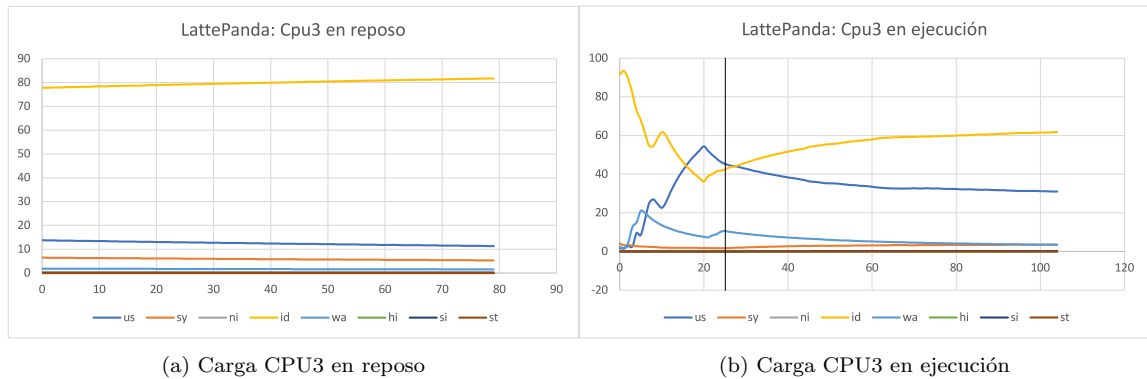 LattePanda: Cpu3 en reposo
90
80
70
60
50
40
30
20
10
0
0 10 20 30 40 50 60 70 80 90
us sy ni id wa hi si st
(a) Carga CPU3 en reposo
LattePanda: Cpu3 en ejecución
100
80
60
40
20
0
-20
0 20 40 60 80 100 120
us sy ni id wa hi si st
(b) Carga CPU3 en ejecución